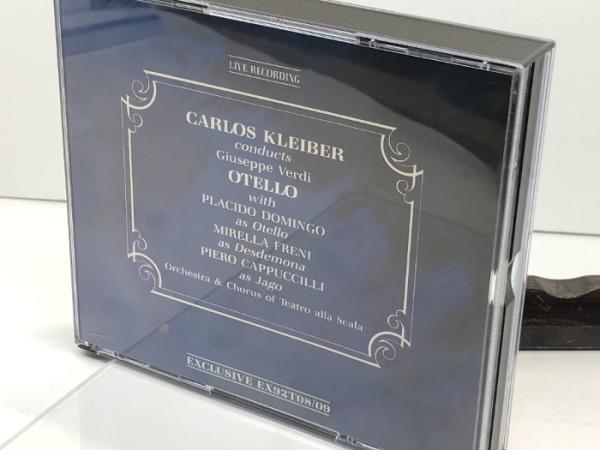 LIVE RECORDING
CARLOS KLEIBER
conducts
Giuseppe Verdi
OTELLO
with
PLACIDO DOMINGO
as Otello
MIRELLA FRENI
as Desdemona
PIERO CAPPUCCILLI
as Jago
Orchestra & Chorus of Teatro alla Scala
EXCLUSIVE EX92T08/09